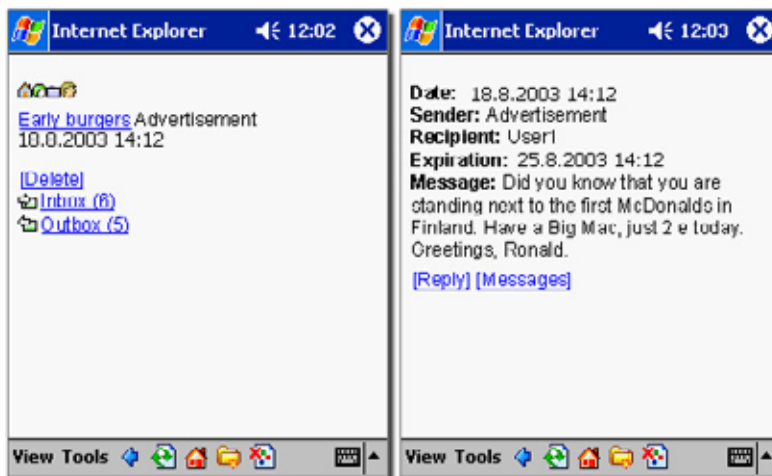 Internet Explorer 12:02
Early burgers Advertisement
18.8.2003 14:12
[Delete]
Inbox (6)
Outbox (5)
View Tools
Internet Explorer 12:03
Date: 18.8.2003 14:12
Sender: Advertisement
Recipient: User1
Expiration: 25.8.2003 14:12
Message: Did you know that you are
standing next to the first McDonalds in
Finland. Have a Big Mac, just 2 e today.
Greetings, Ronald.
[Reply] [Messages]
View Tools